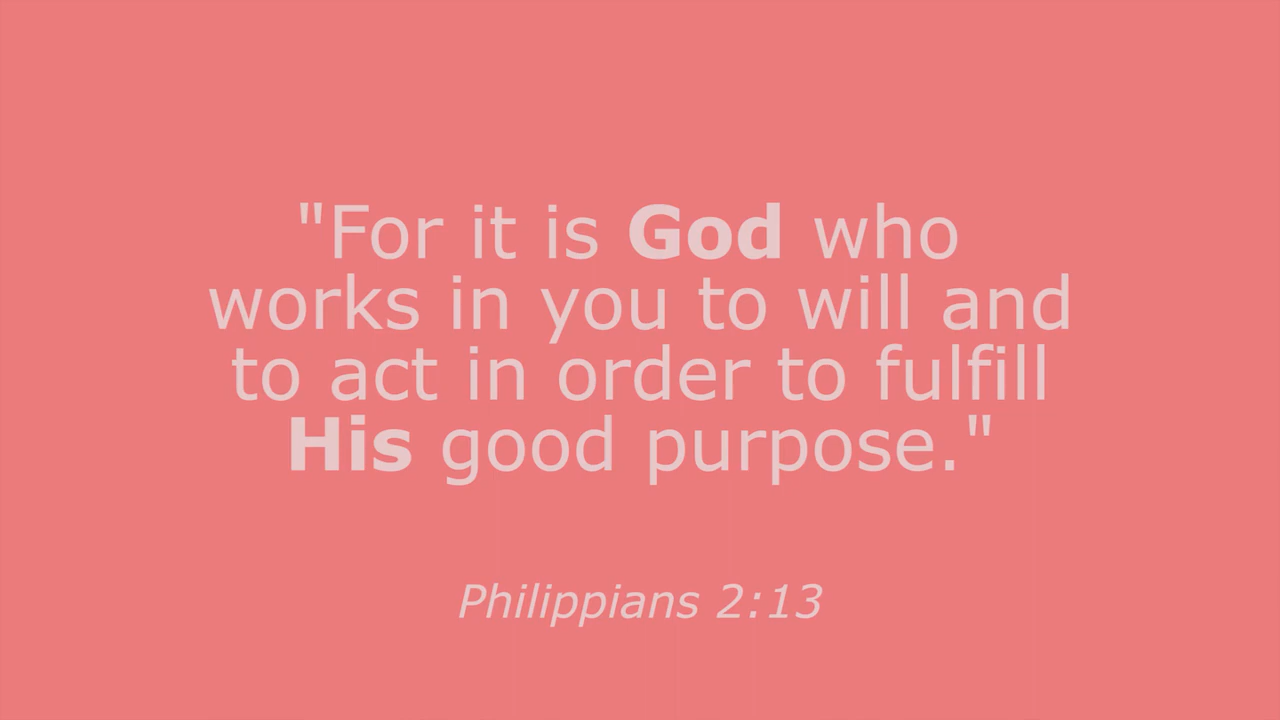 "For it is God who
works in you to will and
to act in order to fulfill
His good purpose."
Philippians 2:13